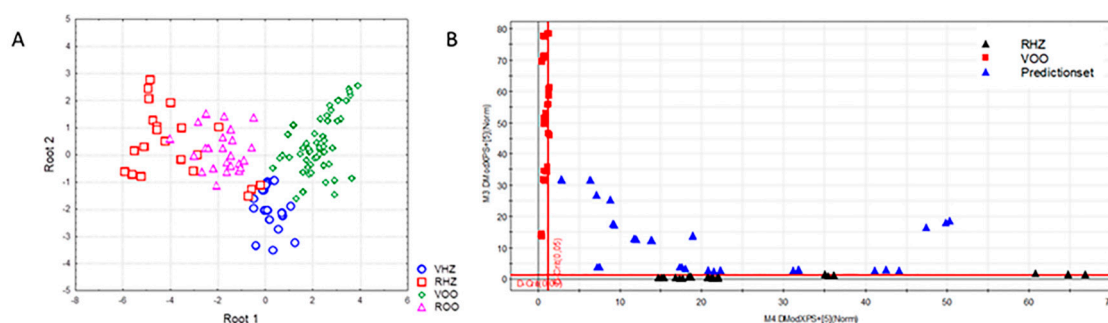 A
5
4
3
2
1
0
-1
-2
-3
-4
-5
Root 2
-8
-6
-4
-2
0
2
4
6
Root 1
VHZ
RHZ
VOO
ROO
B
80
70
60
50
40
30
20
10
0
M3.DModXPS+[5](Norm)
0
10
20
30
40
50
60
70
M4.DModXPS+[5](Norm)
RHZ
VOO
Predictionset